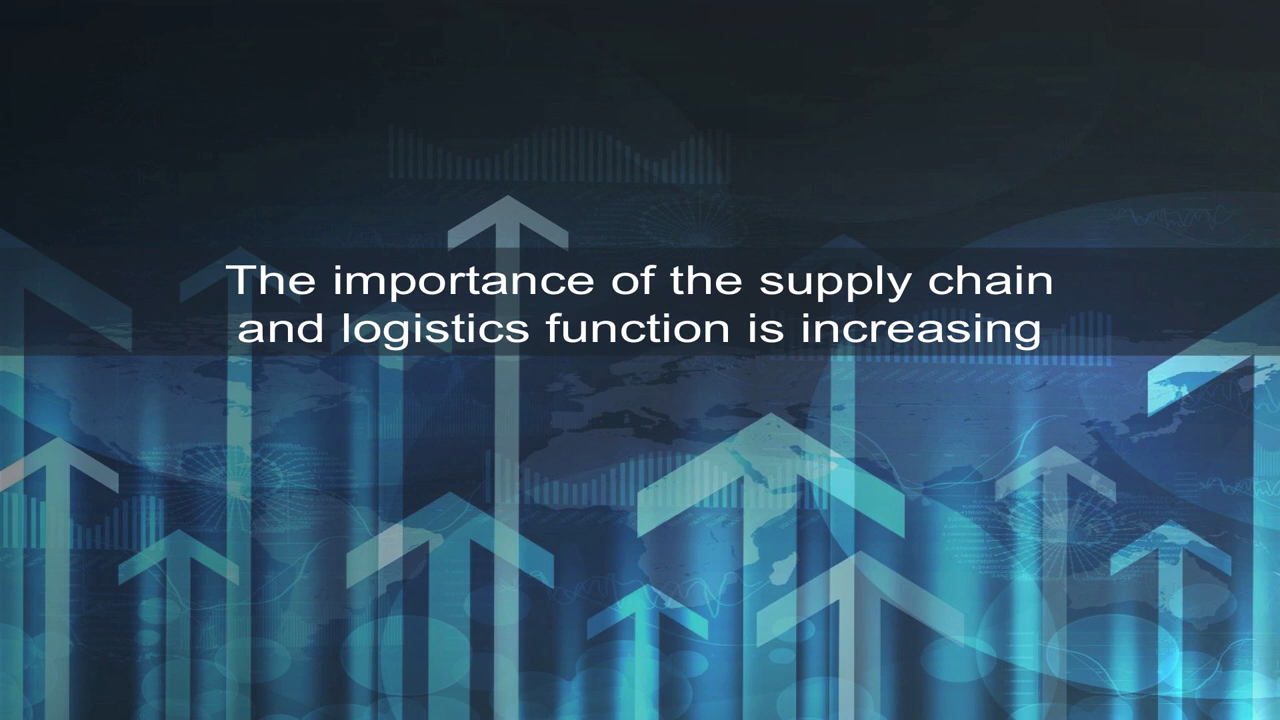 The importance of the supply chain
and logistics function is increasing